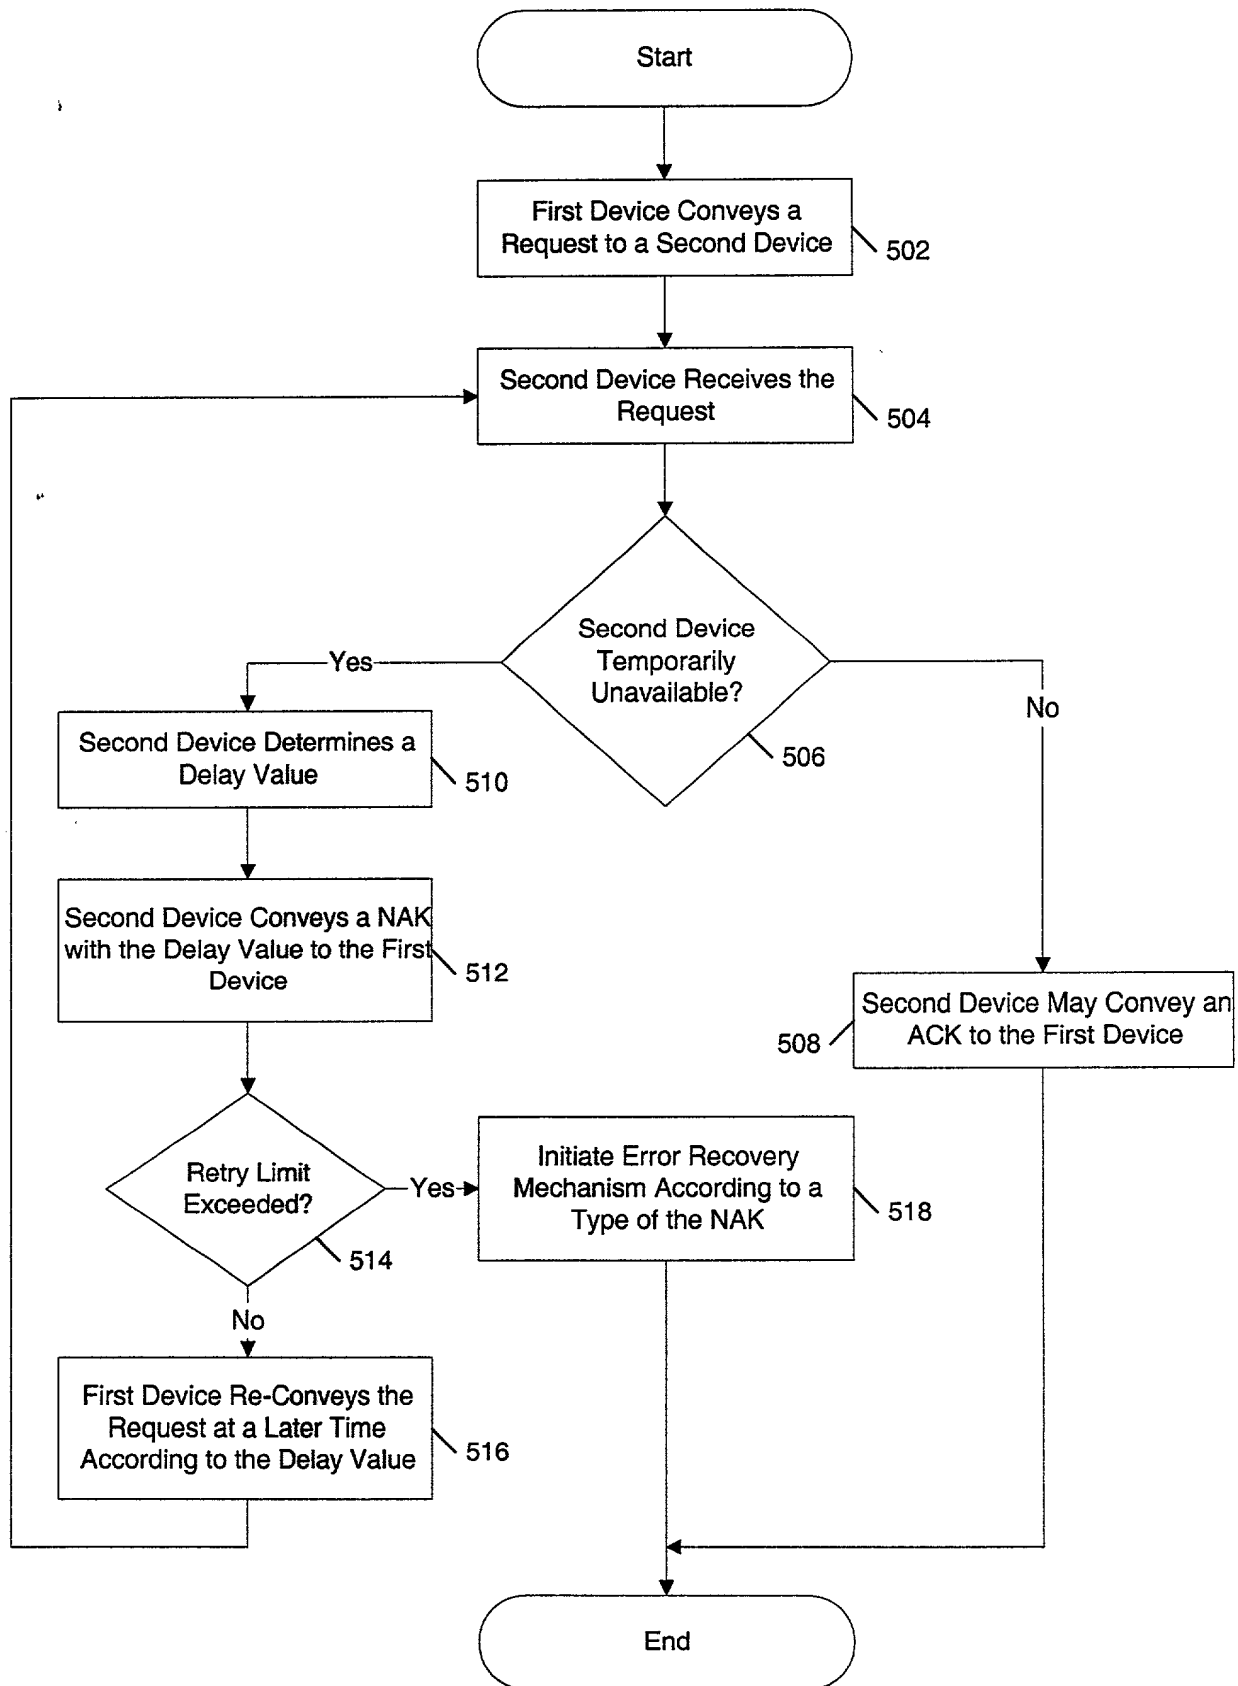 Start
First Device Conveys a
Request to a Second Device
502
Second Device Receives the
Request
504
Second Device
Temporarily
Unavailable?
506
Yes
No
Second Device Determines a
Delay Value
510
Second Device Conveys a NAK
with the Delay Value to the First
Device
512
Second Device May Convey an
ACK to the First Device
508
Retry Limit
Exceeded?
514
Yes
Initiate Error Recovery
Mechanism According to a
Type of the NAK
518
No
First Device Re-Conveys the
Request at a Later Time
According to the Delay Value
516
End